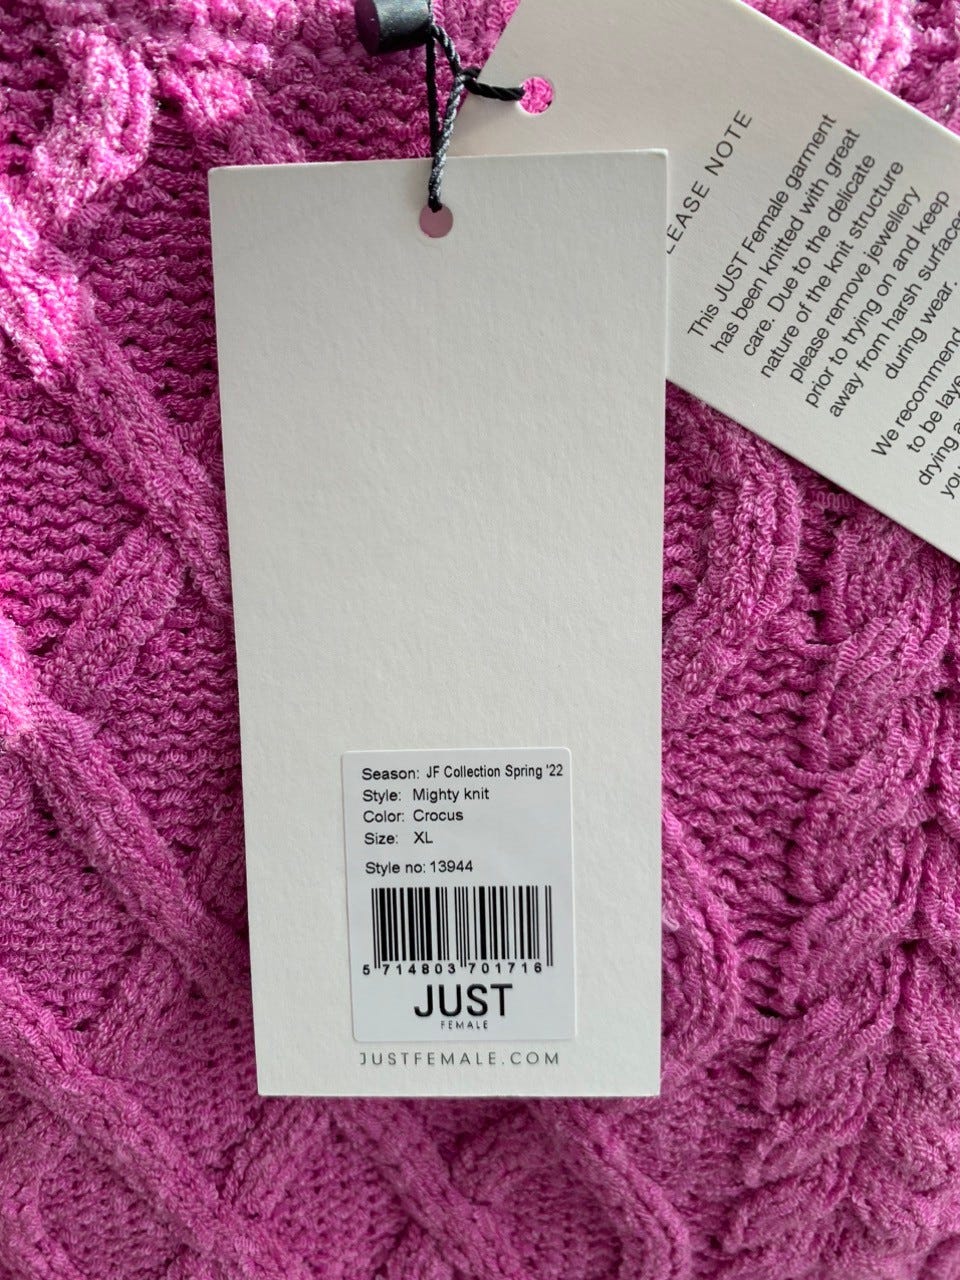 LEASE NOTE
This JUST Female garment
has been knitted with great
care. Due to the delicate
nature of the knit structure
please remove jewellery
prior to trying on and keep
away from harsh surfaces
during wear.
We recommend
to be
drying
Season: JF Collection Spring '22
Style: Mighty knit
Color: Crocus
Size: XL
Style no: 13944
5 714803 701716
JUST
FEMALE
JUSTFEMALE.COM